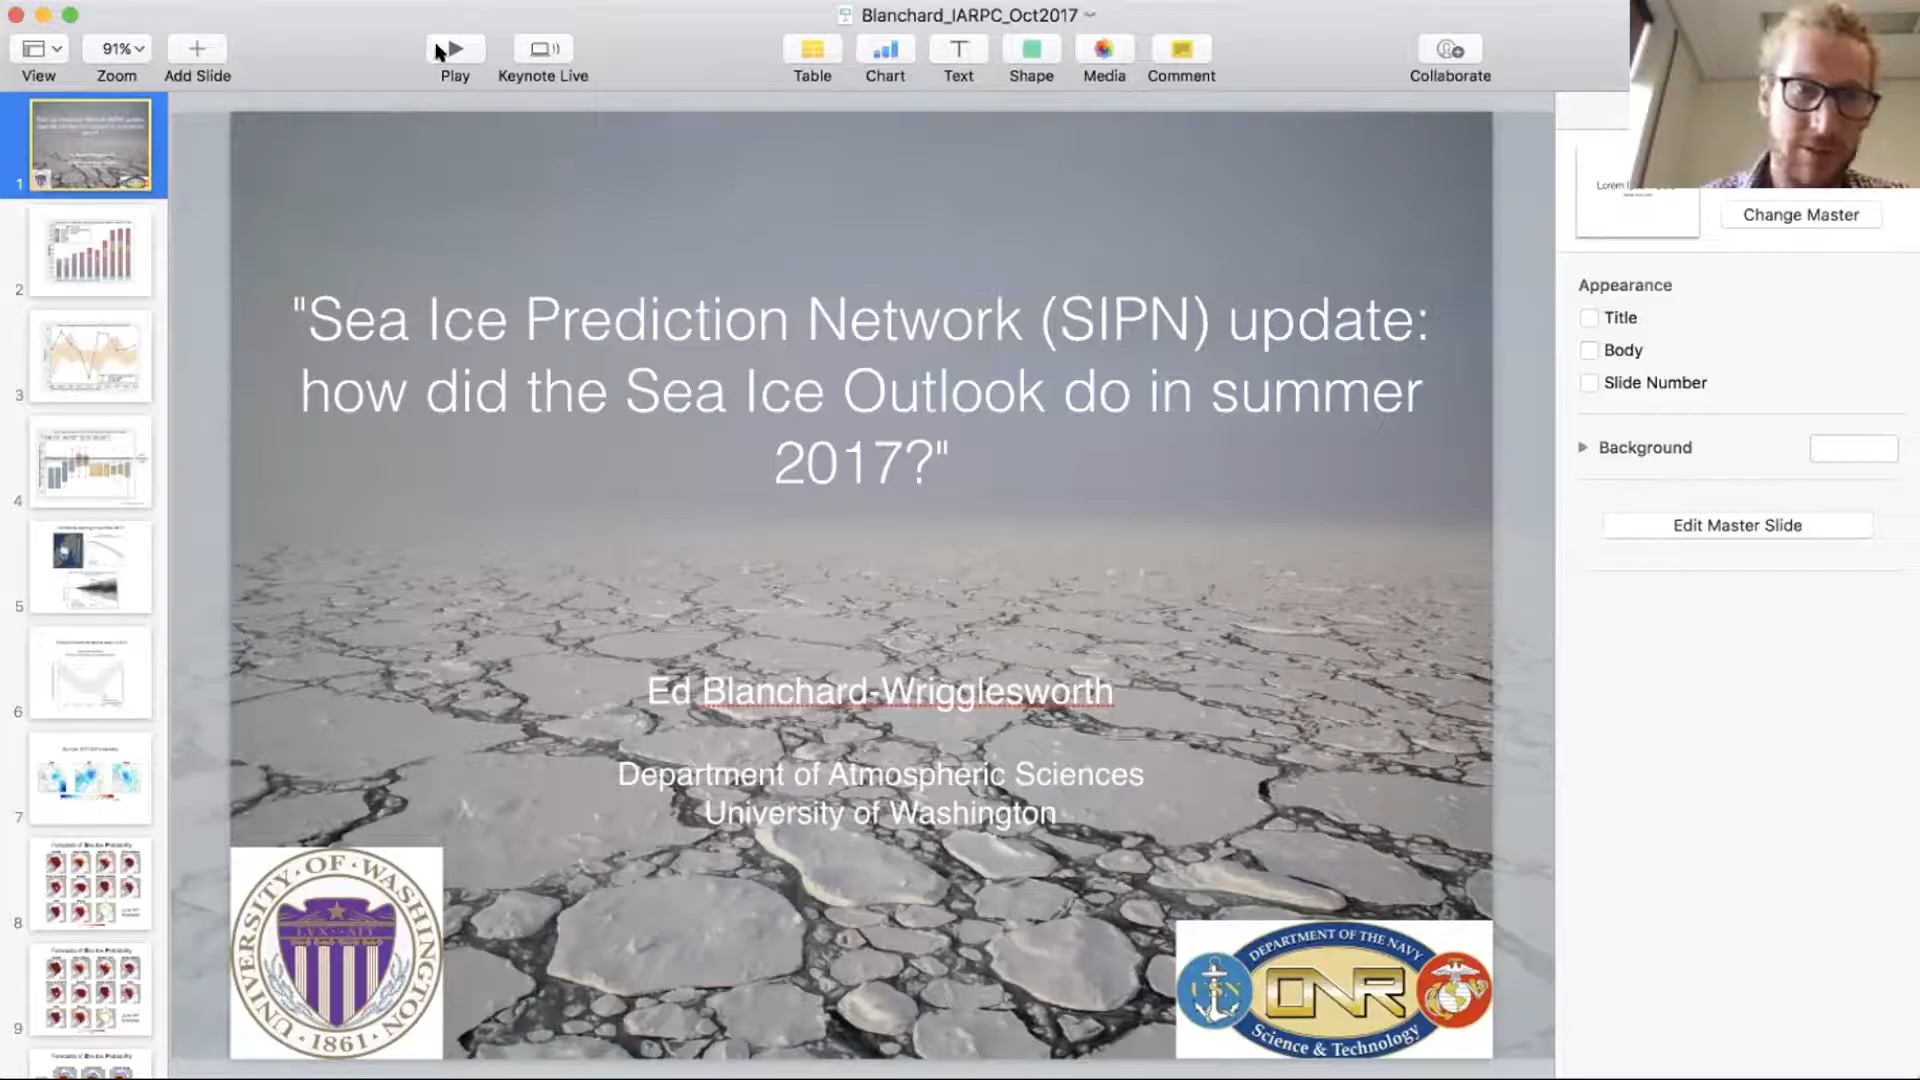 Blanchard_IARPC_Oct2017
91%
View
Zoom
Add Slide
Play
Keynote Live
Table
Chart
Text
Shape
Media
Comment
Collaborate
"Sea Ice Prediction Network (SIPN) update:
how did the Sea Ice Outlook do in summer
2017?"
Ed Blanchard-Wrigglesworth
Department of Atmospheric Sciences
University of Washington
UNIVERSITY · OF · WASHINGTON
LVX SIT
· 1861 ·
DEPARTMENT OF THE NAVY
USN
ONR
Science & Technology
1
2
3
4
5
6
7
8
9
Change Master
Appearance
Title
Body
Slide Number
Background
Edit Master Slide